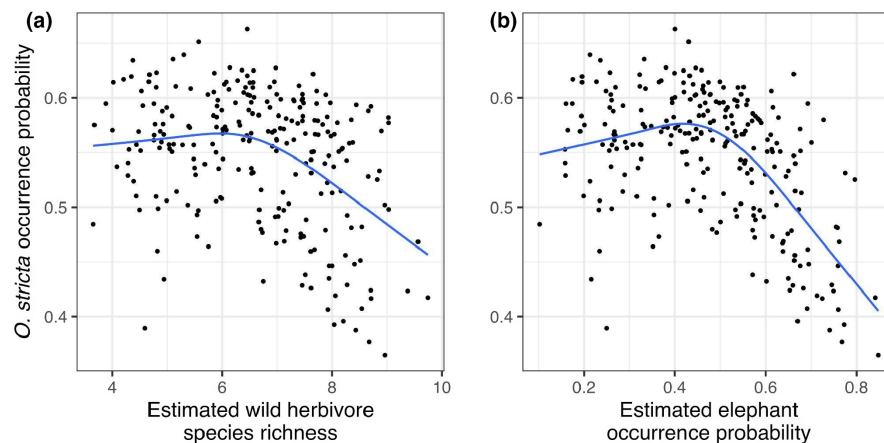 (a)
(b)
O. stricta occurrence probability
0.6
0.5
0.4
4
6
8
10
Estimated wild herbivore
species richness
0.6
0.5
0.4
0.2
0.4
0.6
0.8
Estimated elephant
occurrence probability